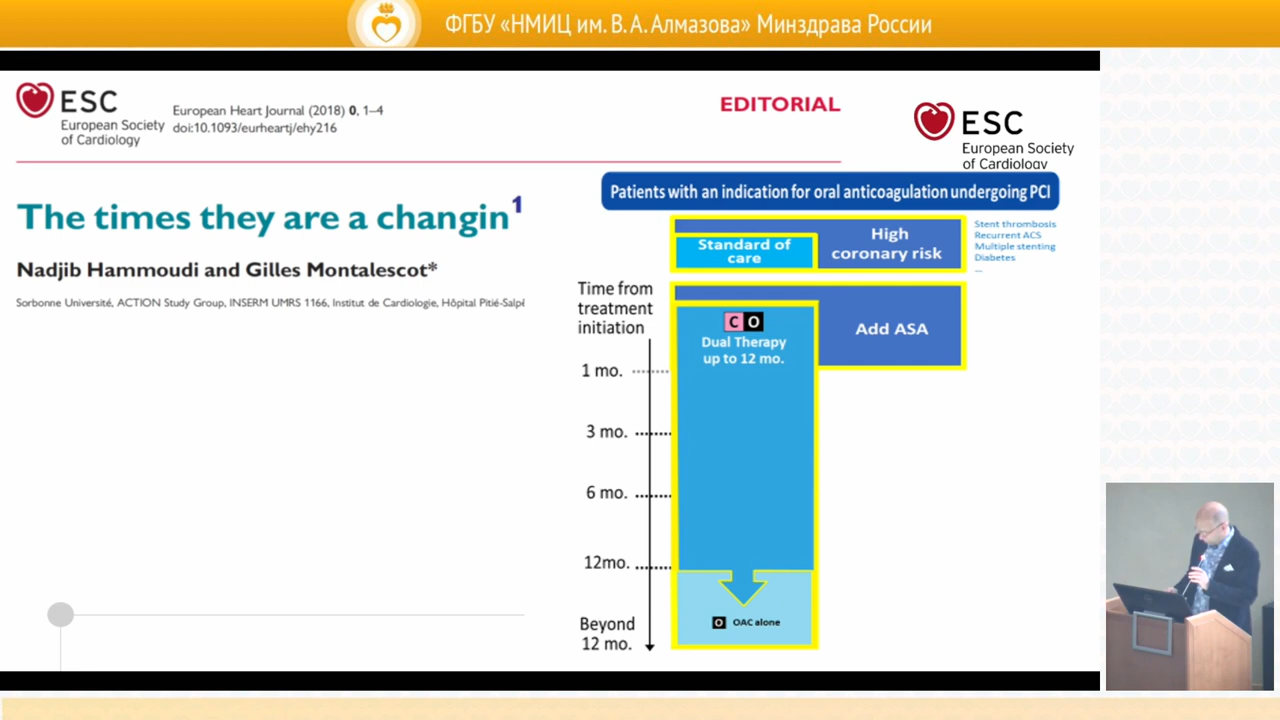 ФГБУ «НМИЦ им. В. А. Алмазова» Минздрава России
ESC
European Society
of Cardiology
European Heart Journal (2018) 0, 1–4
doi:10.1093/eurheartj/ehy216
EDITORIAL
ESC
European Society
of Cardiology
The times they are a changin1
Nadjib Hammoudi and Gilles Montalescot*
Sorbonne Université, ACTION Study Group, INSERM UMRS 1166, Institut de Cardiologie, Hôpital Pitié-Salpê
Patients with an indication for oral anticoagulation undergoing PCI
Standard of
care
High
coronary risk
Stent thrombosis
Recurrent ACS
Multiple stenting
Diabetes
...
Time from
treatment
initiation
C O
Dual Therapy
up to 12 mo.
Add ASA
1 mo.
3 mo.
6 mo.
12mo.
Beyond
12 mo.
O OAC alone